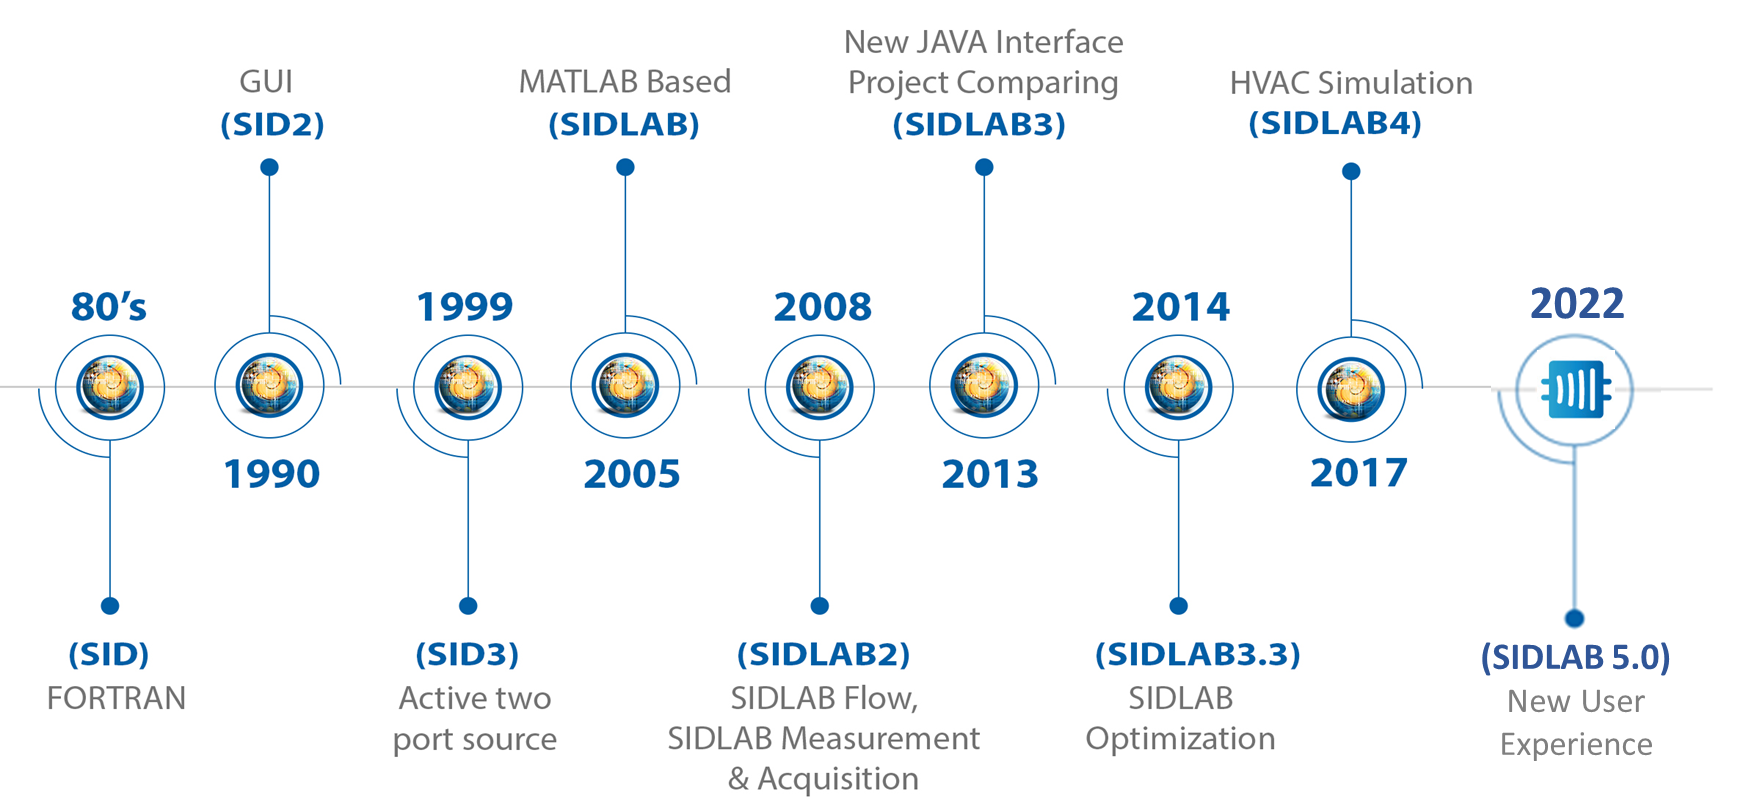 80’s
(SID)
FORTRAN
GUI
(SID2)
1990
1999
(SID3)
Active two
port source
MATLAB Based
(SIDLAB)
2005
2008
(SIDLAB2)
SIDLAB Flow,
SIDLAB Measurement
& Acquisition
New JAVA Interface
Project Comparing
(SIDLAB3)
2013
2014
(SIDLAB3.3)
SIDLAB
Optimization
HVAC Simulation
(SIDLAB4)
2017
2022
(SIDLAB 5.0)
New User
Experience